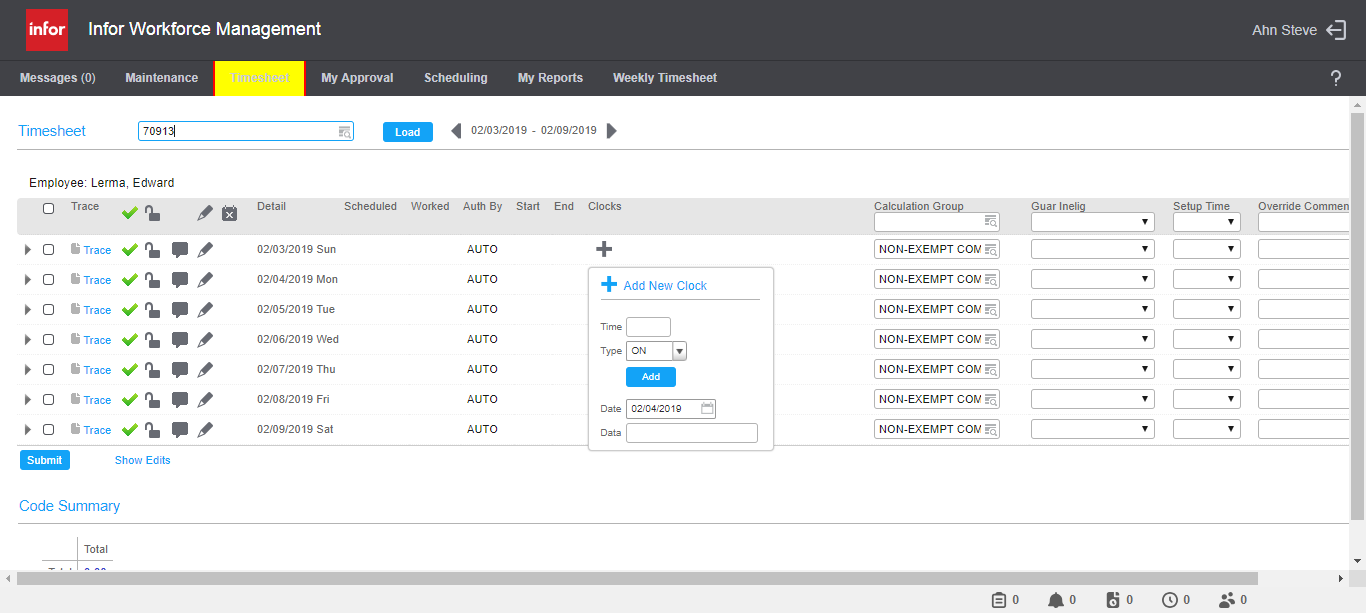 infor Infor Workforce Management Ahn Steve
Messages (0) Maintenance Timesheet My Approval Scheduling My Reports Weekly Timesheet ?
Timesheet 70913 Load 02/03/2019 - 02/09/2019
Employee: Lerma, Edward
Trace Detail Scheduled Worked Auth By Start End Clocks Calculation Group Guar Inelig Setup Time Override Commen
Trace 02/03/2019 Sun AUTO NON-EXEMPT COM
Trace 02/04/2019 Mon AUTO NON-EXEMPT COM
Add New Clock
Trace 02/05/2019 Tue AUTO NON-EXEMPT COM
Time
Trace 02/06/2019 Wed AUTO NON-EXEMPT COM
Type ON
Trace 02/07/2019 Thu AUTO NON-EXEMPT COM
Add
Trace 02/08/2019 Fri AUTO NON-EXEMPT COM
Date 02/04/2019
Trace 02/09/2019 Sat AUTO NON-EXEMPT COM
Data
Submit Show Edits
Code Summary
Total
0 0 0 0 0